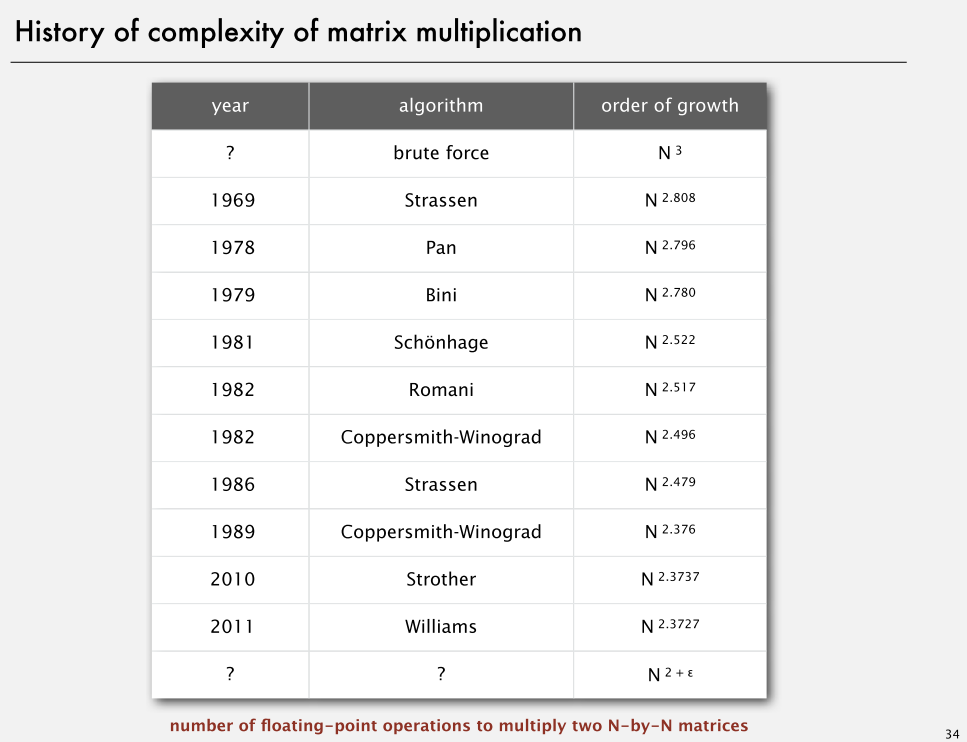 History of complexity of matrix multiplication
year algorithm order of growth
? brute force N 3
1969 Strassen N 2.808
1978 Pan N 2.796
1979 Bini N 2.780
1981 Schönhage N 2.522
1982 Romani N 2.517
1982 Coppersmith-Winograd N 2.496
1986 Strassen N 2.479
1989 Coppersmith-Winograd N 2.376
2010 Strother N 2.3737
2011 Williams N 2.3727
? ? N 2 + ε
number of floating-point operations to multiply two N-by-N matrices
34